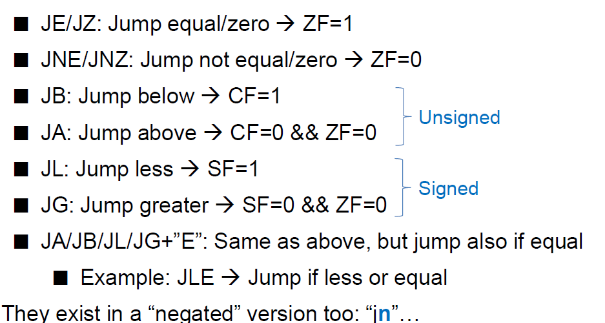 ■ JE/JZ: Jump equal/zero → ZF=1
■ JNE/JNZ: Jump not equal/zero → ZF=0
■ JB: Jump below → CF=1
■ JA: Jump above → CF=0 && ZF=0
Unsigned
■ JL: Jump less → SF=1
■ JG: Jump greater → SF=0 && ZF=0
Signed
■ JA/JB/JL/JG+”E”: Same as above, but jump also if equal
■ Example: JLE → Jump if less or equal
They exist in a “negated” version too: “jn”…